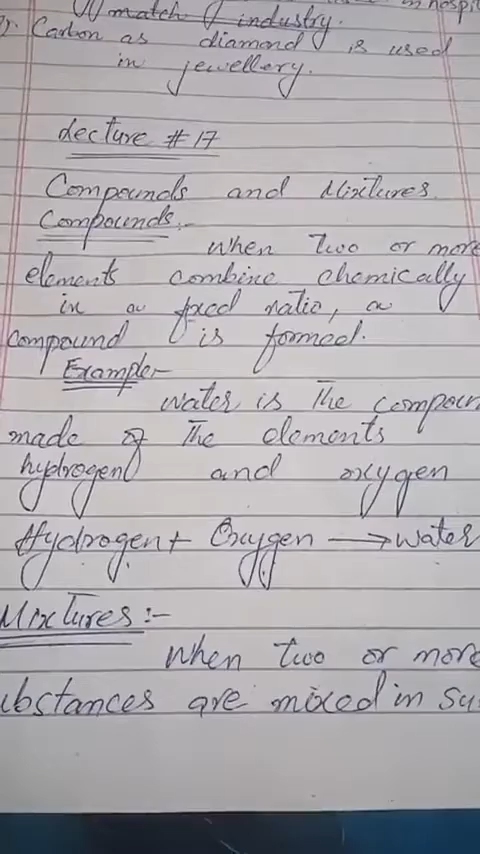 in hospi
match industry.
Carbon as diamond is used
in jewellery.
Lecture # 17
Compounds and Mixtures.
Compounds:-
When two or more
elements combine chemically
in a fixed ratio, a
compound is formed.
Example-
Water is the compoun
made of the elements
hydrogen and oxygen
Hydrogen + Oxygen → water
Mixtures :-
When two or more
ubstances are mixed in su